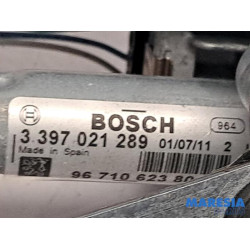 BOSCH
964
3 397 021 289 01/07/11 2
Made in Spain
96 710 623 80
MARESIA